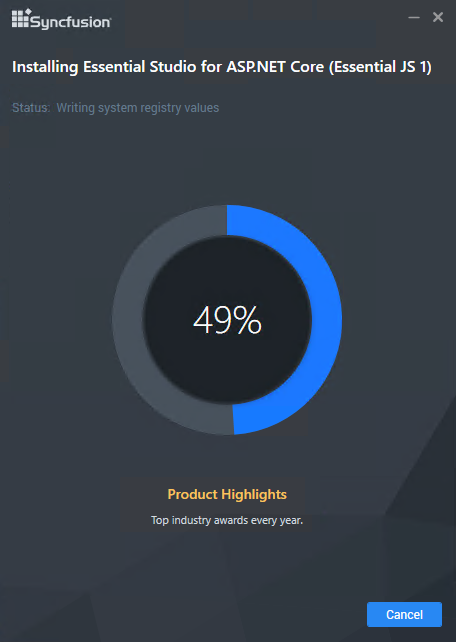 Syncfusion
Installing Essential Studio for ASP.NET Core (Essential JS 1)
Status: Writing system registry values
49%
Product Highlights
Top industry awards every year.
Cancel